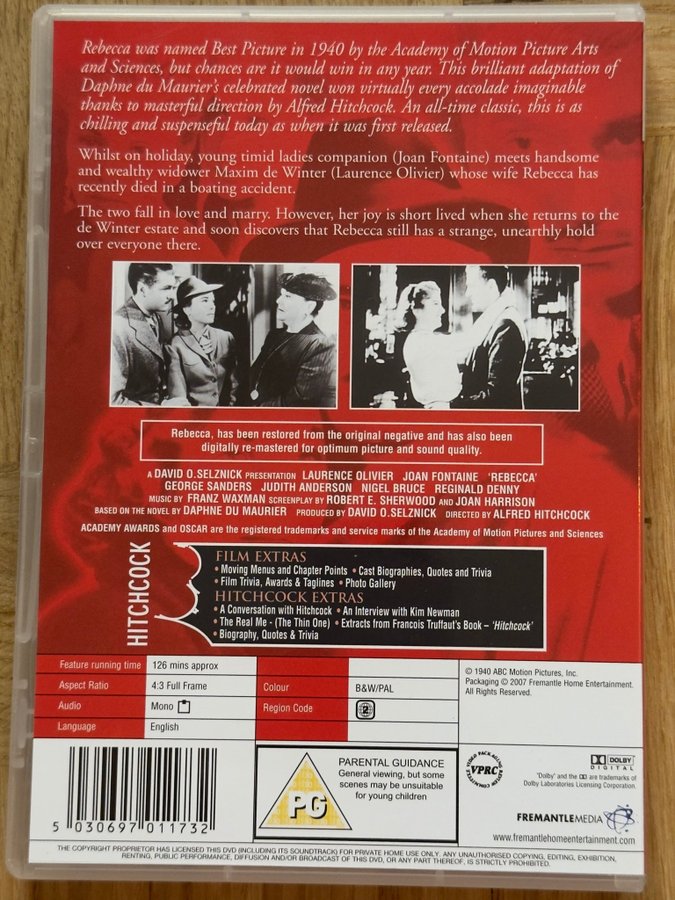 Rebecca was named Best Picture in 1940 by the Academy of Motion Picture Arts
and Sciences, but chances are it would win in any year. This brilliant adaptation of
Daphne du Maurier's celebrated novel won virtually every accolade imaginable
thanks to masterful direction by Alfred Hitchcock. An all-time classic, this is as
chilling and suspenseful today as when it was first released.
Whilst on holiday, young timid ladies companion (Joan Fontaine) meets handsome
and wealthy widower Maxim de Winter (Laurence Olivier) whose wife Rebecca has
recently died in a boating accident.
The two fall in love and marry. However, her joy is short lived when she returns to the
de Winter estate and soon discovers that Rebecca still has a strange, unearthly hold
over everyone there.
Rebecca, has been restored from the original negative and has also been
digitally re-mastered for optimum picture and sound quality.
A DAVID O.SELZNICK PRESENTATION LAURENCE OLIVIER JOAN FONTAINE 'REBECCA'
GEORGE SANDERS JUDITH ANDERSON NIGEL BRUCE REGINALD DENNY
MUSIC BY FRANZ WAXMAN SCREENPLAY BY ROBERT E. SHERWOOD AND JOAN HARRISON
BASED ON THE NOVEL BY DAPHNE DU MAURIER PRODUCED BY DAVID O.SELZNICK DIRECTED BY ALFRED HITCHCOCK
ACADEMY AWARDS AND OSCAR are the registered trademarks and service marks of the Academy of Motion Pictures and Sciences
HITCHCOCK
FILM EXTRAS
• Moving Menus and Chapter Points • Cast Biographies, Quotes and Trivia
• Film Trivia, Awards & Taglines • Photo Gallery
HITCHCOCK EXTRAS
• A Conversation with Hitchcock • An Interview with Kim Newman
• The Real Me - (The Thin One) • Extracts from Francois Truffaut's Book – 'Hitchcock'
• Biography, Quotes & Trivia
Feature running time 126 mins approx
Aspect Ratio 4:3 Full Frame Colour B&W/PAL
Audio Mono Region Code 2
Language English
© 1940 ABC Motion Pictures, Inc.
Packaging © 2007 Fremantle Home Entertainment.
All Rights Reserved.
5 030697 011732
PG
PARENTAL GUIDANCE
General viewing, but some
scenes may be unsuitable
for young children
VPRC
DOLBY
DIGITAL
'Dolby' and the DD are trademarks of
Dolby Laboratories Licensing Corporation.
FREMANTLEMEDIA
www.fremantlehomeentertainment.com
THE COPYRIGHT PROPRIETOR HAS LICENSED THIS DVD (INCLUDING ITS SOUNDTRACK) FOR PRIVATE HOME USE ONLY. ANY UNAUTHORISED COPYING, EDITING, EXHIBITION,
RENTING, PUBLIC PERFORMANCE, DIFFUSION AND/OR BROADCAST OF THIS DVD, OR ANY PART THEREOF, IS STRICTLY PROHIBITED.